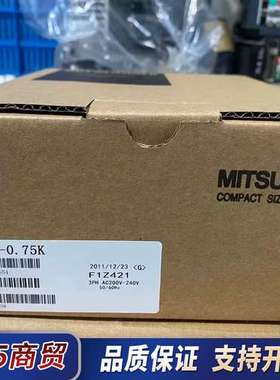 MITSU
COMPACT SIZ
-0.75K
2011/12/23 <G>
F1Z421
3PH AC200V-240V
50/60Hz
5商贸
品质保证 支持开